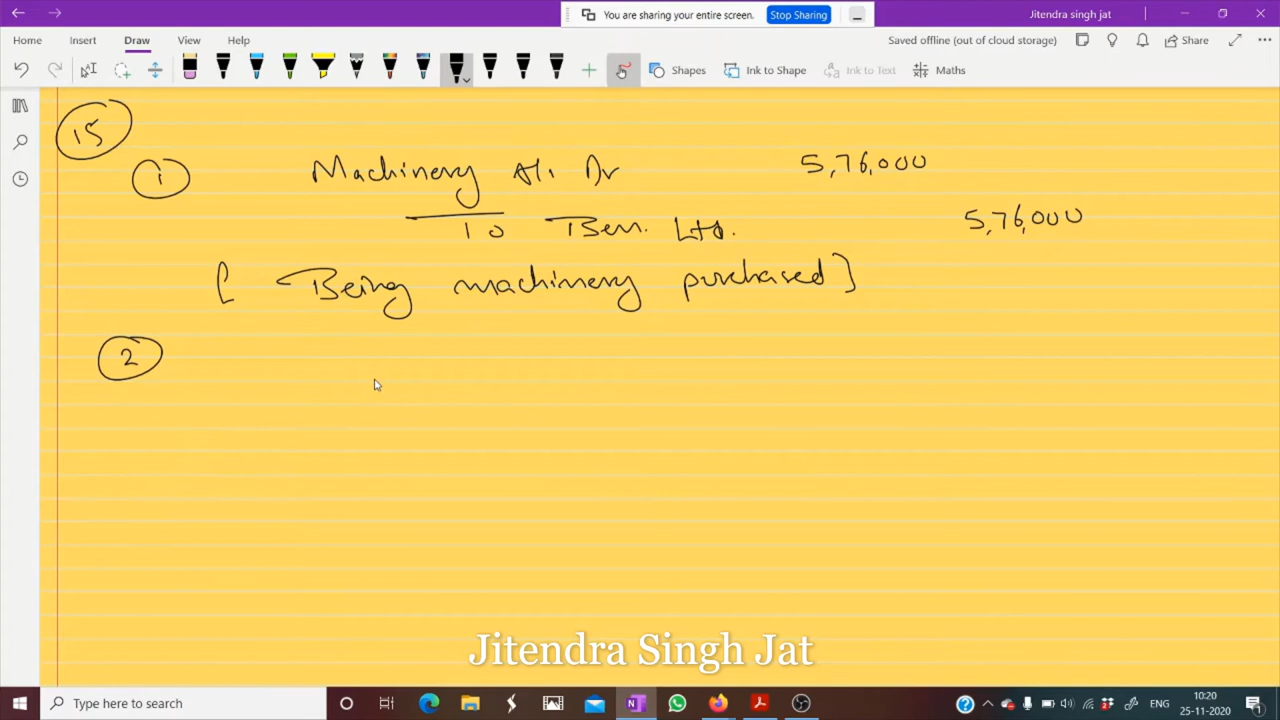 You are sharing your entire screen. Stop Sharing
Jitendra singh jat
Home Insert Draw View Help
Saved offline (out of cloud storage)
Share
Shapes
Ink to Shape
Ink to Text
Maths
15
1 Machinery A/c Dr 5,76,000
To Ben. Ltd. 5,76,000
[ Being machinery purchased ]
2
Jitendra Singh Jat
Type here to search
ENG
10:20
25-11-2020